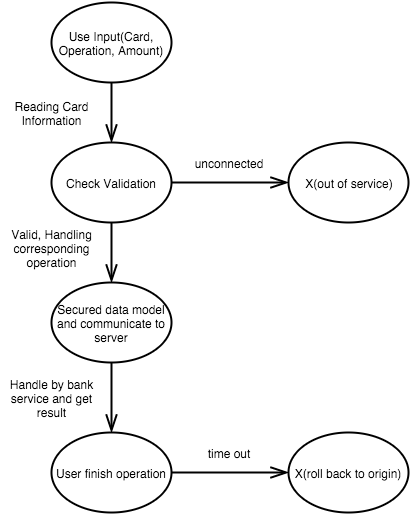 Use Input(Card,
Operation, Amount)
Reading Card
Information
Check Validation
unconnected
X(out of service)
Valid, Handling
corresponding
operation
Secured data model
and communicate to
server
Handle by bank
service and get
result
User finish operation
time out
X(roll back to origin)